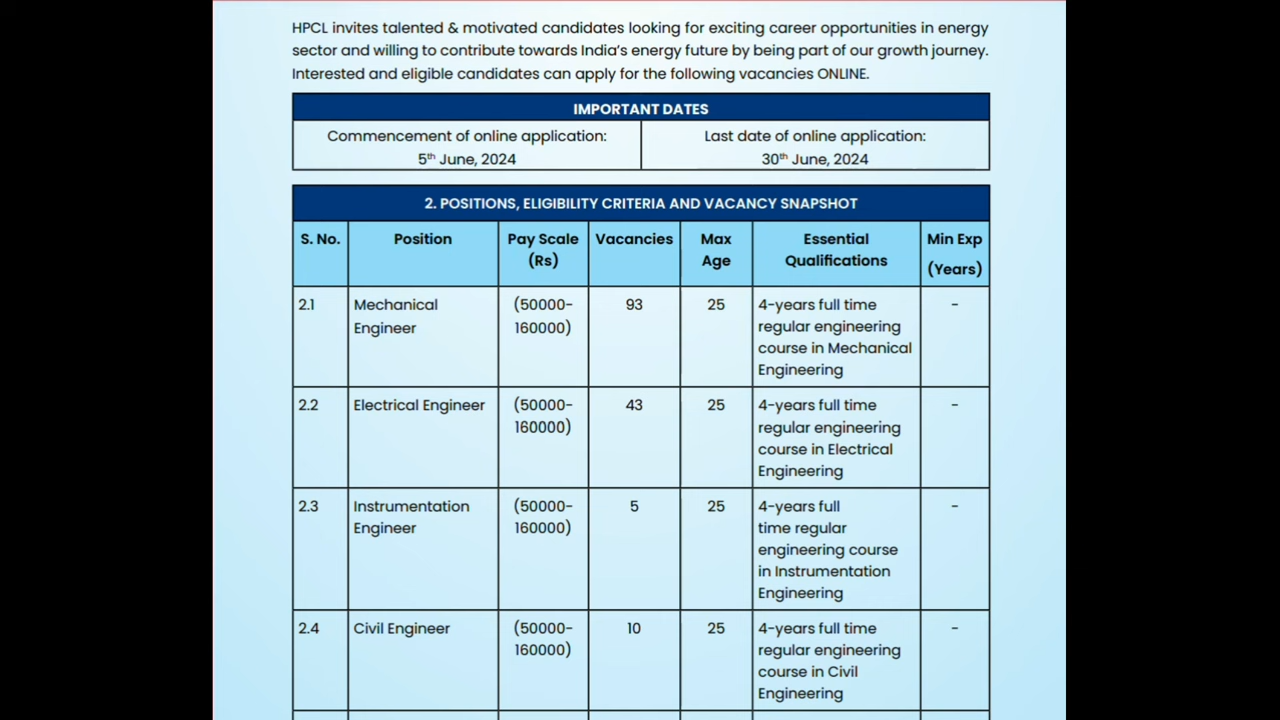 HPCL invites talented & motivated candidates looking for exciting career opportunities in energy
sector and willing to contribute towards India's energy future by being part of our growth journey.
Interested and eligible candidates can apply for the following vacancies ONLINE.
IMPORTANT DATES
Commencement of online application:
5th June, 2024
Last date of online application:
30th June, 2024
2. POSITIONS, ELIGIBILITY CRITERIA AND VACANCY SNAPSHOT
S. No.
Position
Pay Scale
(Rs)
Vacancies
Max
Age
Essential
Qualifications
Min Exp
(Years)
2.1
Mechanical
Engineer
(50000-
160000)
93
25
4-years full time
regular engineering
course in Mechanical
Engineering
-
2.2
Electrical Engineer
(50000-
160000)
43
25
4-years full time
regular engineering
course in Electrical
Engineering
-
2.3
Instrumentation
Engineer
(50000-
160000)
5
25
4-years full
time regular
engineering course
in Instrumentation
Engineering
-
2.4
Civil Engineer
(50000-
160000)
10
25
4-years full time
regular engineering
course in Civil
Engineering
-